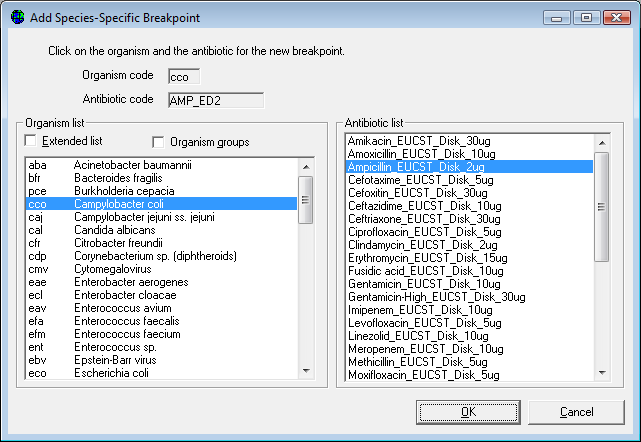 Add Species-Specific Breakpoint
Click on the organism and the antibiotic for the new breakpoint.
Organism code cco
Antibiotic code AMP_ED2
Organism list
Extended list Organism groups
aba Acinetobacter baumannii
bfr Bacteroides fragilis
pce Burkholderia cepacia
cco Campylobacter coli
caj Campylobacter jejuni ss. jejuni
cal Candida albicans
cfr Citrobacter freundii
cdp Corynebacterium sp. (diphtheroids)
cmv Cytomegalovirus
eae Enterobacter aerogenes
ecl Enterobacter cloacae
eav Enterococcus avium
efa Enterococcus faecalis
efm Enterococcus faecium
ent Enterococcus sp.
ebv Epstein-Barr virus
eco Escherichia coli
Antibiotic list
Amikacin_EUCST_Disk_30ug
Amoxicillin_EUCST_Disk_10ug
Ampicillin_EUCST_Disk_2ug
Cefotaxime_EUCST_Disk_5ug
Cefoxitin_EUCST_Disk_30ug
Ceftazidime_EUCST_Disk_10ug
Ceftriaxone_EUCST_Disk_30ug
Ciprofloxacin_EUCST_Disk_5ug
Clindamycin_EUCST_Disk_2ug
Erythromycin_EUCST_Disk_15ug
Fusidic acid_EUCST_Disk_10ug
Gentamicin_EUCST_Disk_10ug
Gentamicin-High_EUCST_Disk_30ug
Imipenem_EUCST_Disk_10ug
Levofloxacin_EUCST_Disk_5ug
Linezolid_EUCST_Disk_10ug
Meropenem_EUCST_Disk_10ug
Methicillin_EUCST_Disk_5ug
Moxifloxacin_EUCST_Disk_5ug
OK Cancel